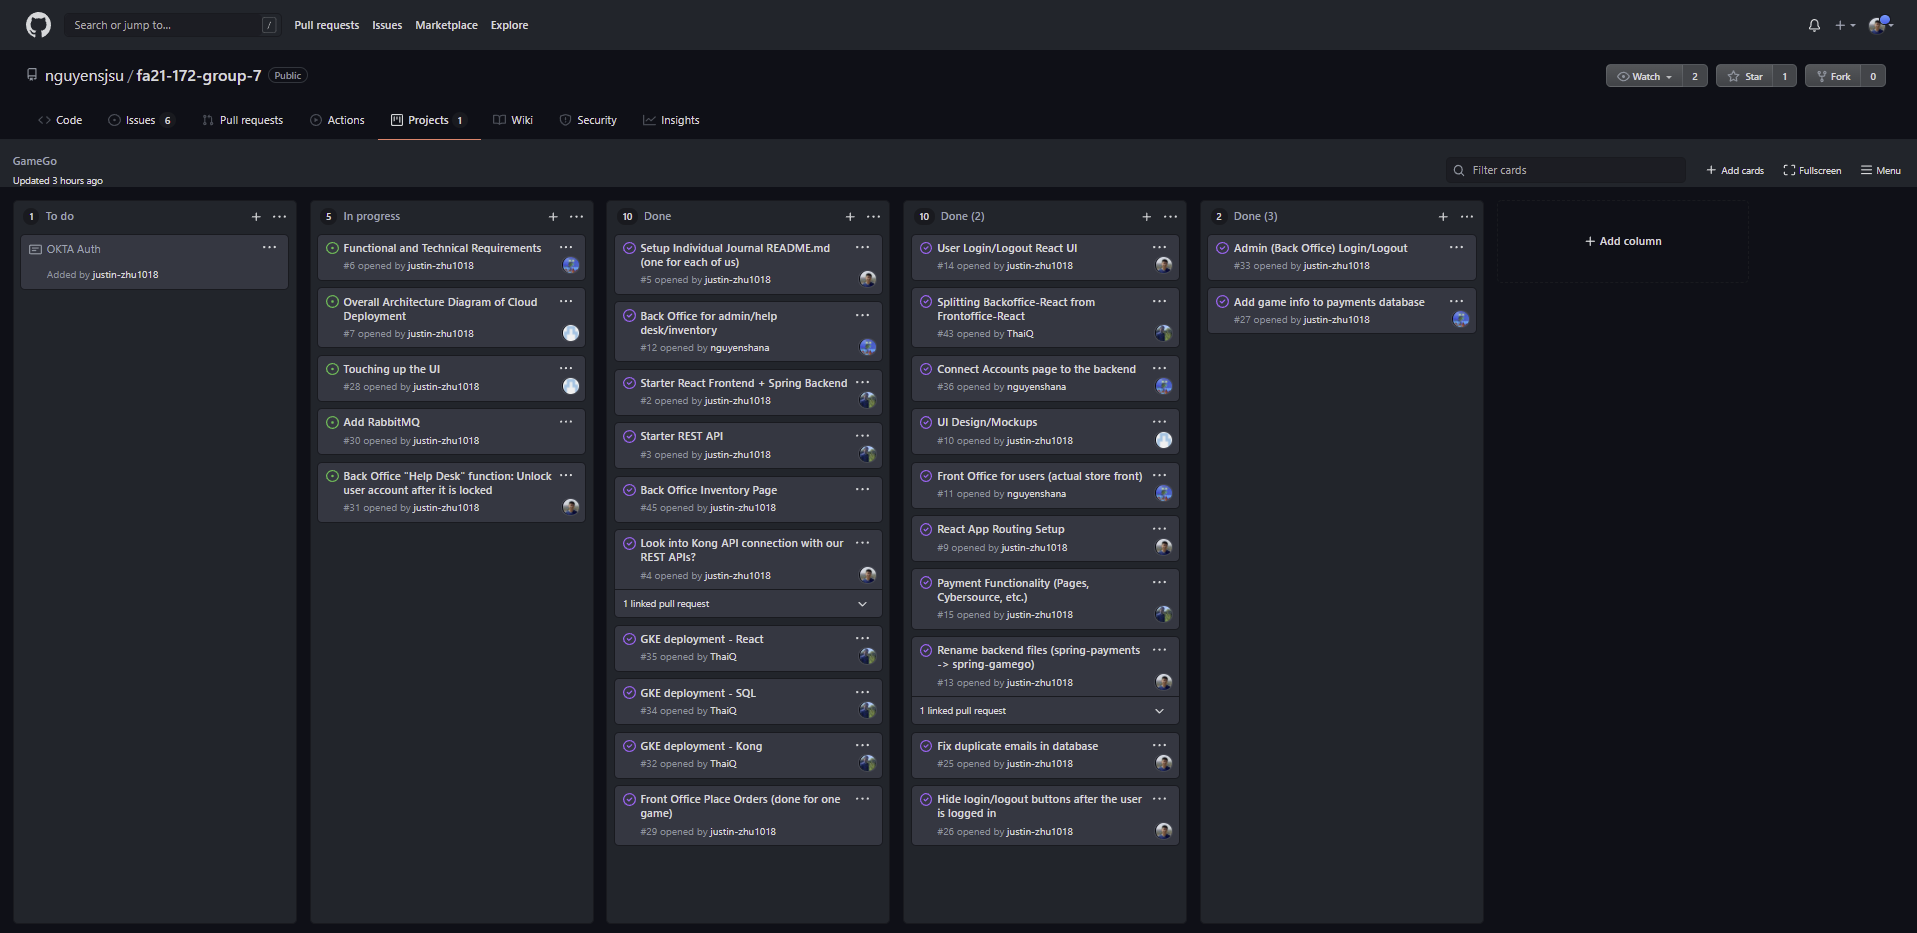 Search or jump to... /
Pull requests Issues Marketplace Explore
nguyensjsu / fa21-172-group-7 Public
Watch 2 Star 1 Fork 0
Code Issues 6 Pull requests Actions Projects 1 Wiki Security Insights
GameGo
Updated 3 hours ago
Filter cards
Add cards Fullscreen Menu
1 To do
OKTA Auth
Added by justin-zhu1018
5 In progress
Functional and Technical Requirements
#6 opened by justin-zhu1018
Overall Architecture Diagram of Cloud
Deployment
#7 opened by justin-zhu1018
Touching up the UI
#28 opened by justin-zhu1018
Add RabbitMQ
#30 opened by justin-zhu1018
Back Office "Help Desk" function: Unlock
user account after it is locked
#31 opened by justin-zhu1018
10 Done
Setup Individual Journal README.md
(one for each of us)
#5 opened by justin-zhu1018
Back Office for admin/help
desk/inventory
#12 opened by nguyenshana
Starter React Frontend + Spring Backend
#2 opened by justin-zhu1018
Starter REST API
#3 opened by justin-zhu1018
Back Office Inventory Page
#45 opened by justin-zhu1018
Look into Kong API connection with our
REST APIs?
#4 opened by justin-zhu1018
1 linked pull request
GKE deployment - React
#35 opened by ThaiQ
GKE deployment - SQL
#34 opened by ThaiQ
GKE deployment - Kong
#32 opened by ThaiQ
Front Office Place Orders (done for one
game)
#29 opened by justin-zhu1018
10 Done (2)
User Login/Logout React UI
#14 opened by justin-zhu1018
Splitting Backoffice-React from
Frontoffice-React
#43 opened by ThaiQ
Connect Accounts page to the backend
#36 opened by nguyenshana
UI Design/Mockups
#10 opened by justin-zhu1018
Front Office for users (actual store front)
#11 opened by nguyenshana
React App Routing Setup
#9 opened by justin-zhu1018
Payment Functionality (Pages,
Cybersource, etc.)
#15 opened by justin-zhu1018
Rename backend files (spring-payments
-> spring-gamego)
#13 opened by justin-zhu1018
1 linked pull request
Fix duplicate emails in database
#25 opened by justin-zhu1018
Hide login/logout buttons after the user
is logged in
#26 opened by justin-zhu1018
2 Done (3)
Admin (Back Office) Login/Logout
#33 opened by justin-zhu1018
Add game info to payments database
#27 opened by justin-zhu1018
Add column